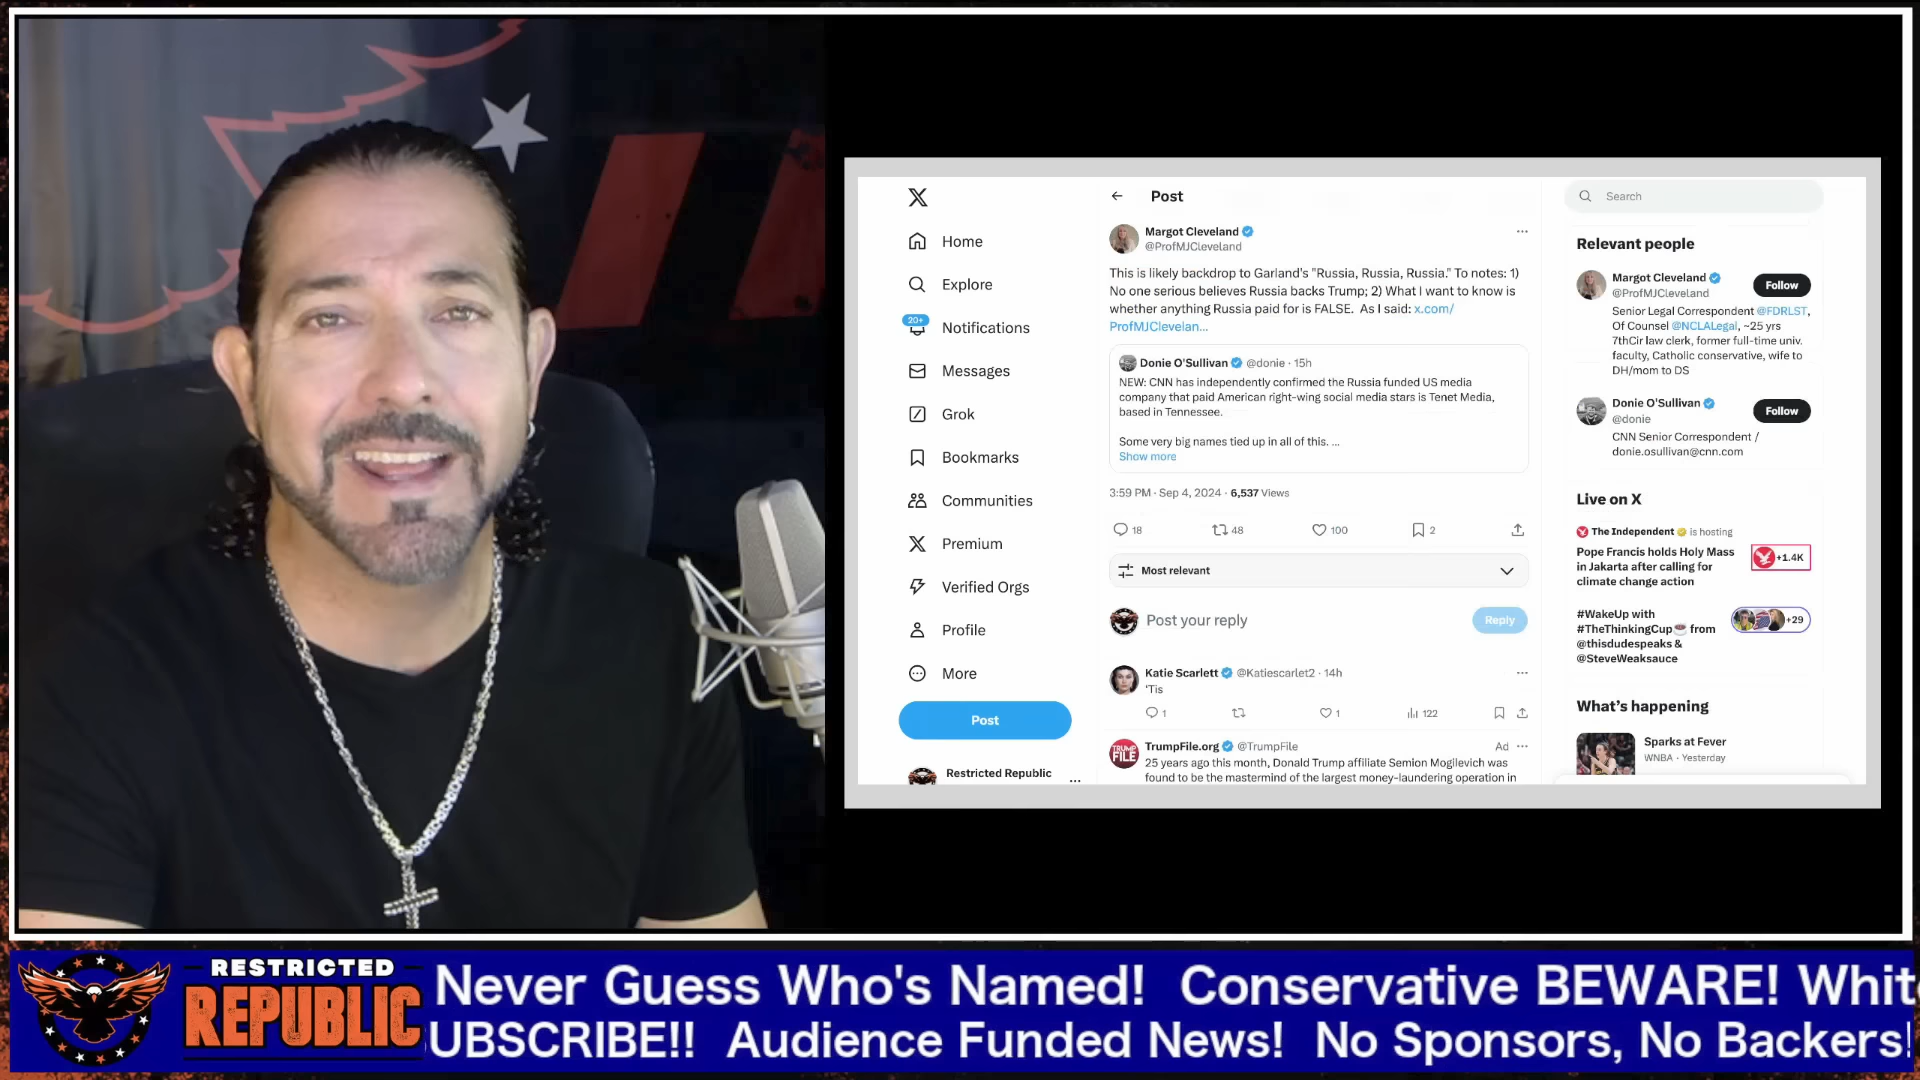 Post
Search
Home
Explore
20+
Notifications
Messages
Grok
Bookmarks
Communities
Premium
Verified Orgs
Profile
More
Post
Restricted Republic
Margot Cleveland
@ProfMJCleveland
This is likely backdrop to Garland's "Russia, Russia, Russia." To notes: 1)
No one serious believes Russia backs Trump; 2) What I want to know is
whether anything Russia paid for is FALSE. As I said: x.com/
ProfMJClevelan...
Donie O'Sullivan @donie · 15h
NEW: CNN has independently confirmed the Russia funded US media
company that paid American right-wing social media stars is Tenet Media,
based in Tennessee.
Some very big names tied up in all of this. ...
Show more
3:59 PM · Sep 4, 2024 · 6,537 Views
18 48 100 2
Most relevant
Post your reply
Reply
Katie Scarlett @Katiescarlet2 · 14h
'Tis
1 1 122
TRUMP FILE
TrumpFile.org @TrumpFile Ad
25 years ago this month, Donald Trump affiliate Semion Mogilevich was
found to be the mastermind of the largest money-laundering operation in
Relevant people
Margot Cleveland
@ProfMJCleveland
Follow
Senior Legal Correspondent @FDRLST,
Of Counsel @NCLALegal, ~25 yrs
7thCir law clerk, former full-time univ.
faculty, Catholic conservative, wife to
DH/mom to DS
Donie O'Sullivan
@donie
Follow
CNN Senior Correspondent /
donie.osullivan@cnn.com
Live on X
The Independent is hosting
Pope Francis holds Holy Mass
in Jakarta after calling for
climate change action
+1.4K
#WakeUp with
#TheThinkingCup from
@thisdudespeaks &
@SteveWeaksauce
+29
What's happening
Sparks at Fever
WNBA · Yesterday
RESTRICTED
REPUBLIC
Never Guess Who's Named! Conservative BEWARE! Whit
UBSCRIBE!! Audience Funded News! No Sponsors, No Backers!